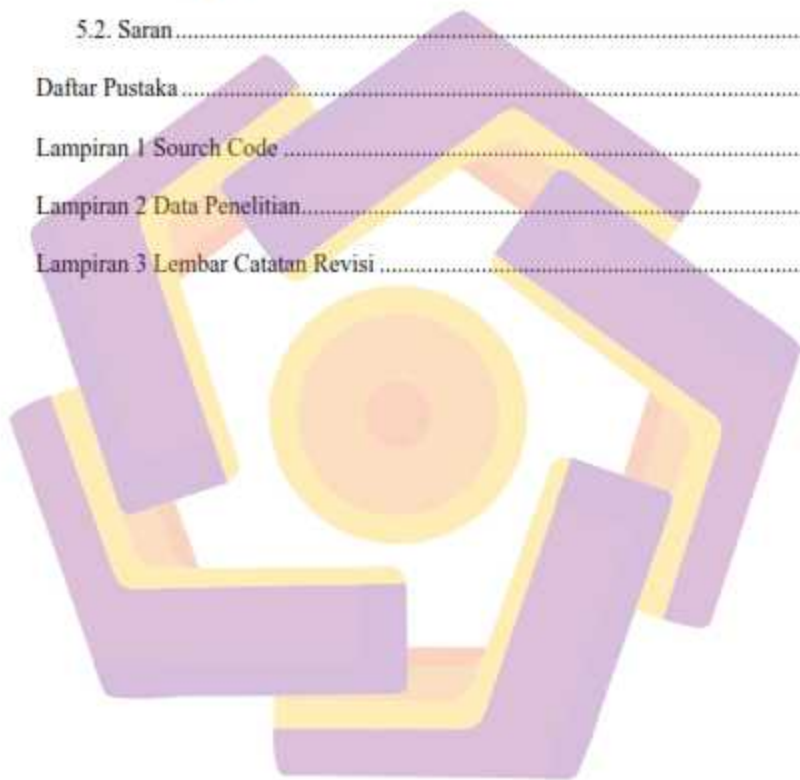 5.2. Saran..........................................................................................................
Daftar Pustaka..........................................................................................................
Lampiran 1 Sourch Code..........................................................................................................
Lampiran 2 Data Penelitian..........................................................................................................
Lampiran 3 Lembar Catatan Revisi..........................................................................................................